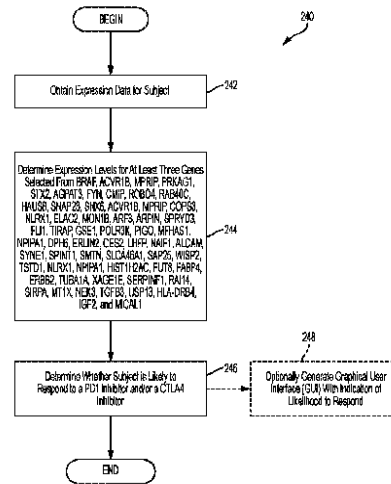 BEGIN
240
Obtain Expression Data for Subject
242
Determine Expression Levels for At Least Three Genes
Selected From BRAF, ACVR1B, MPRIP, PRKAG1,
STX2, AGPAT3, FYN, CMIP, ROBO4, RAB40C,
HAUS8, SNAP23, SNX6, ACVR1B, MPRIP, COPS3,
NLRX1, ELAC2, MON1B, ARF3, ARPIN, SPRYD3,
FLI1, TIRAP, GSE1, POLR3K, PIGO, MFHAS1,
NPIPA1, DPH6, ERLIN2, CES2, LHFP, NAIF1, ALCAM,
SYNE1, SPINT1, SMTN, SLC46A1, SAP25, WISP2,
TSTD1, NLRX1, NPIPA1, HIST1H2AC, FUT8, FABP4,
ERBB2, TUBA1A, XAGE1E, SERPINF1, RAI14,
SIRPA, MT1X, NEK3, TGFB3, USP13, HLA-DRB4,
IGF2, and MICAL1
244
Determine Whether Subject is Likely to
Respond to a PD1 Inhibitor and/or a CTLA4
Inhibitor
246
248
Optionally Generate Graphical User
Interface (GUI) With Indication of
Likelihood to Respond
END